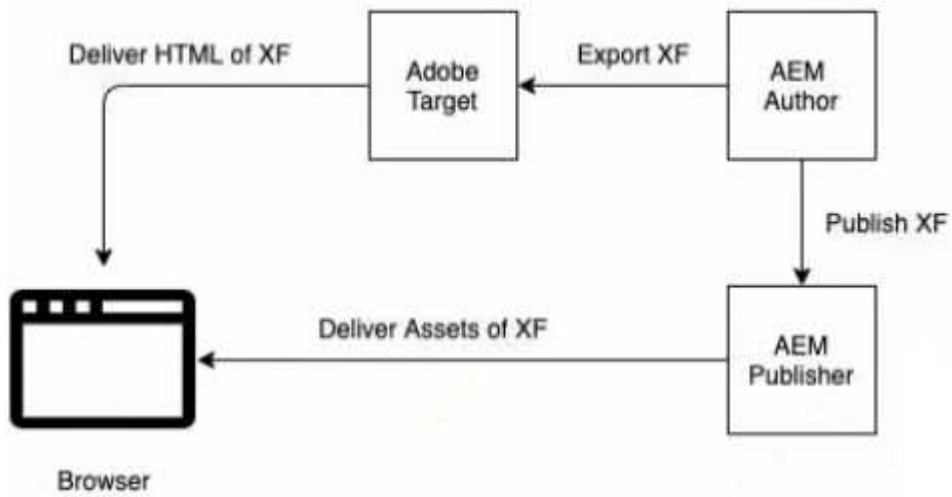 Deliver HTML of XF
Adobe
Target
Export XF
AEM
Author
Publish XF
Deliver Assets of XF
AEM
Publisher
Browser